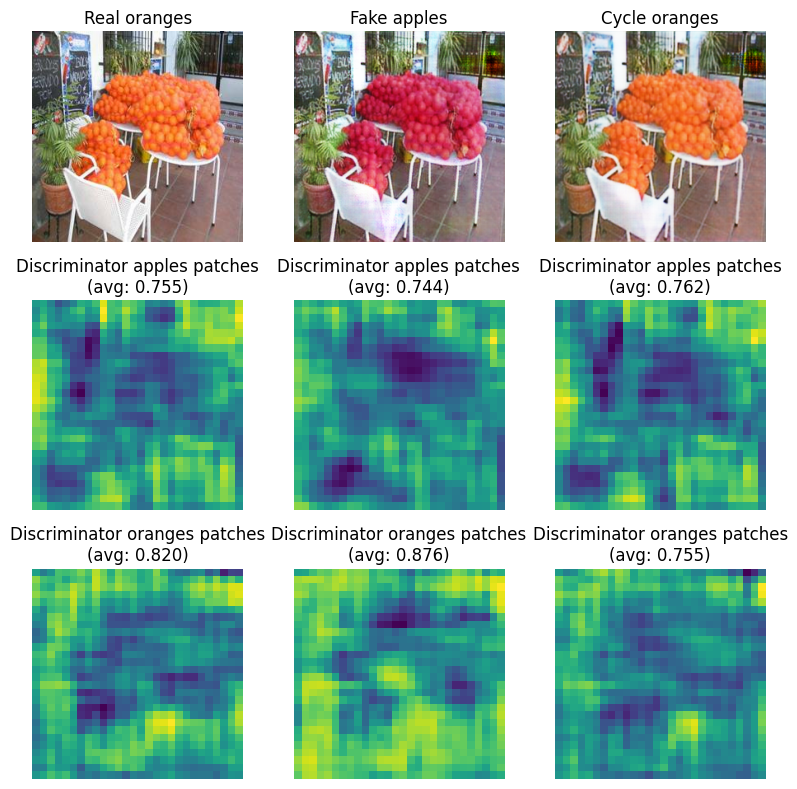 Real oranges
Fake apples
Cycle oranges
Discriminator apples patches
(avg: 0.755)
Discriminator apples patches
(avg: 0.744)
Discriminator apples patches
(avg: 0.762)
Discriminator oranges patches
(avg: 0.820)
Discriminator oranges patches
(avg: 0.876)
Discriminator oranges patches
(avg: 0.755)